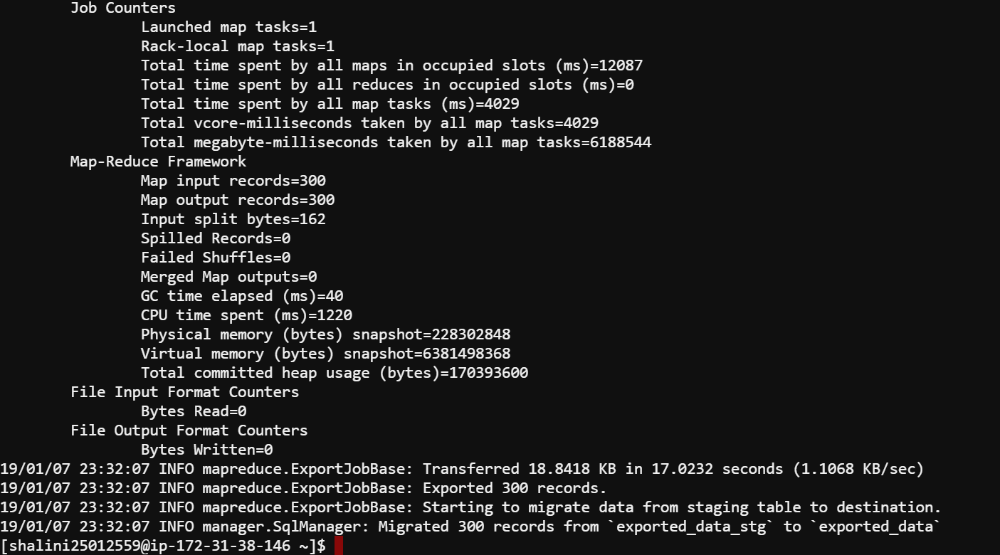 Job Counters
Launched map tasks=1
Rack-local map tasks=1
Total time spent by all maps in occupied slots (ms)=12087
Total time spent by all reduces in occupied slots (ms)=0
Total time spent by all map tasks (ms)=4029
Total vcore-milliseconds taken by all map tasks=4029
Total megabyte-milliseconds taken by all map tasks=6188544
Map-Reduce Framework
Map input records=300
Map output records=300
Input split bytes=162
Spilled Records=0
Failed Shuffles=0
Merged Map outputs=0
GC time elapsed (ms)=40
CPU time spent (ms)=1220
Physical memory (bytes) snapshot=228302848
Virtual memory (bytes) snapshot=6381498368
Total committed heap usage (bytes)=170393600
File Input Format Counters
Bytes Read=0
File Output Format Counters
Bytes Written=0
19/01/07 23:32:07 INFO mapreduce.ExportJobBase: Transferred 18.8418 KB in 17.0232 seconds (1.1068 KB/sec)
19/01/07 23:32:07 INFO mapreduce.ExportJobBase: Exported 300 records.
19/01/07 23:32:07 INFO mapreduce.ExportJobBase: Starting to migrate data from staging table to destination.
19/01/07 23:32:07 INFO manager.SqlManager: Migrated 300 records from `exported_data_stg` to `exported_data`
[shalini25012559@ip-172-31-38-146 ~]$